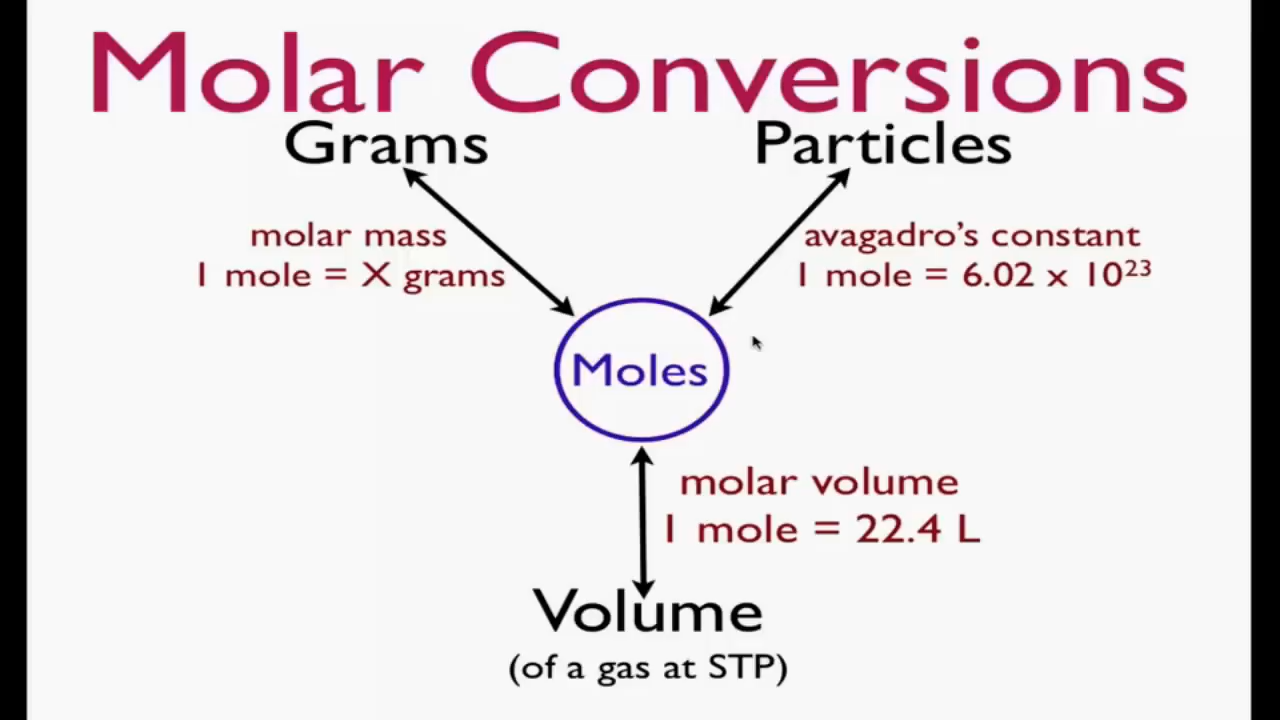 Molar Conversions
Grams
Particles
molar mass
1 mole = X grams
avagadro's constant
1 mole = 6.02 x 10²³
Moles
molar volume
1 mole = 22.4 L
Volume
(of a gas at STP)